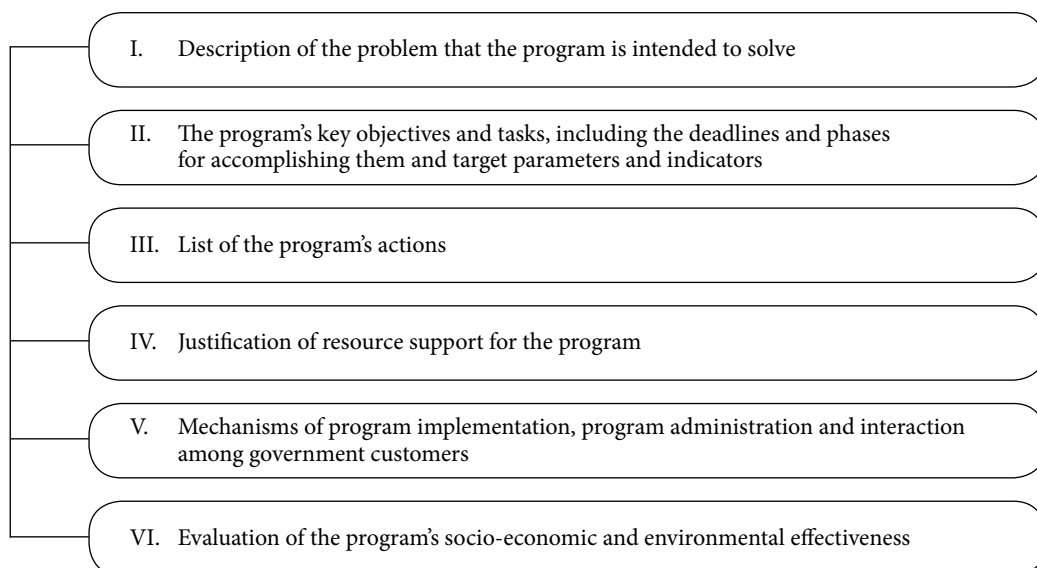 I. Description of the problem that the program is intended to solve
II. The program’s key objectives and tasks, including the deadlines and phases
for accomplishing them and target parameters and indicators
III. List of the program’s actions
IV. Justification of resource support for the program
V. Mechanisms of program implementation, program administration and interaction
among government customers
VI. Evaluation of the program’s socio-economic and environmental effectiveness